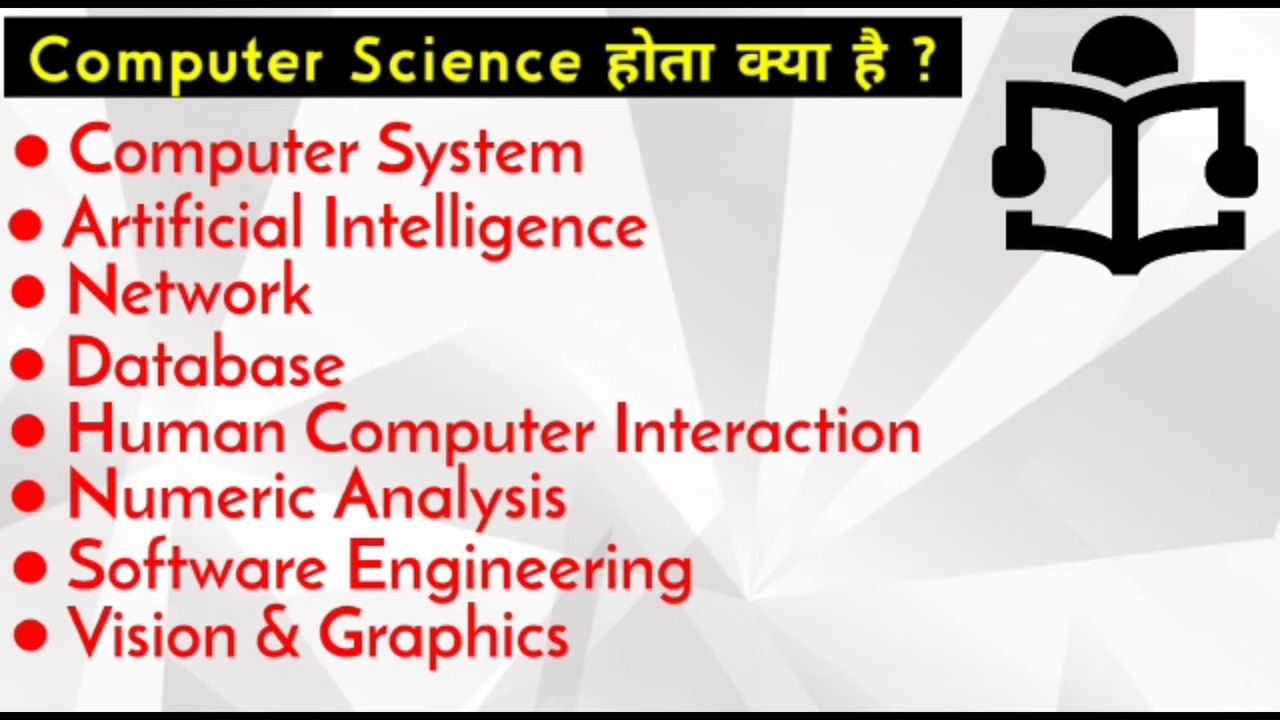 Computer Science होता क्या है ?
● Computer System
● Artificial Intelligence
● Network
● Database
● Human Computer Interaction
● Numeric Analysis
● Software Engineering
● Vision & Graphics